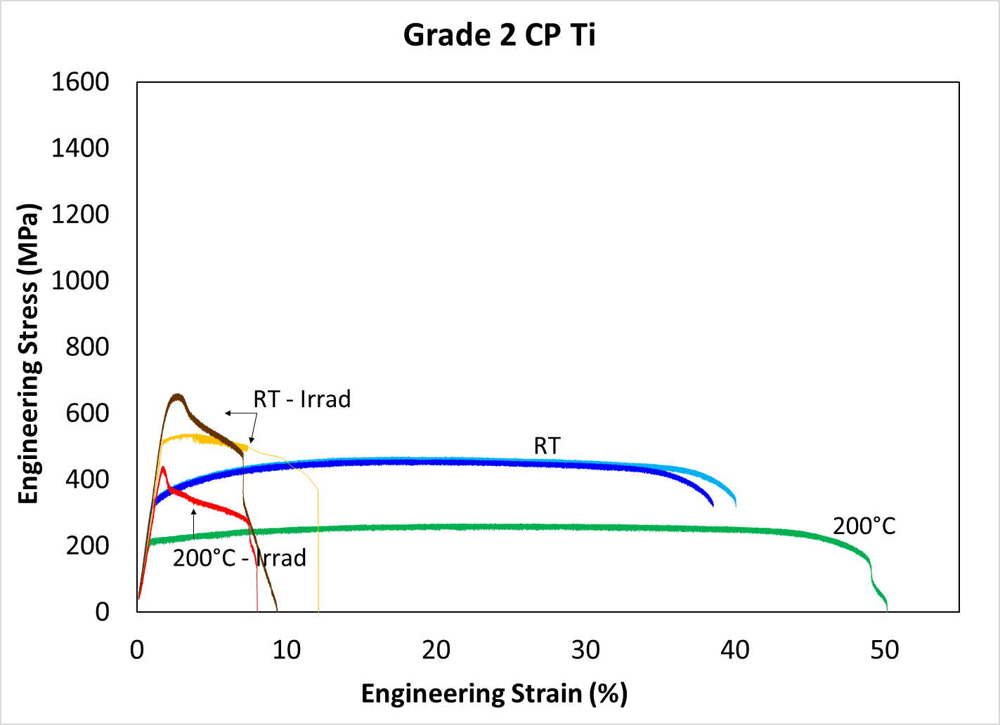 Grade 2 CP Ti
1600
1400
1200
1000
800
600
400
200
0
Engineering Stress (MPa)
RT - Irrad
RT
200°C
200°C - Irrad
0 10 20 30 40 50
Engineering Strain (%)